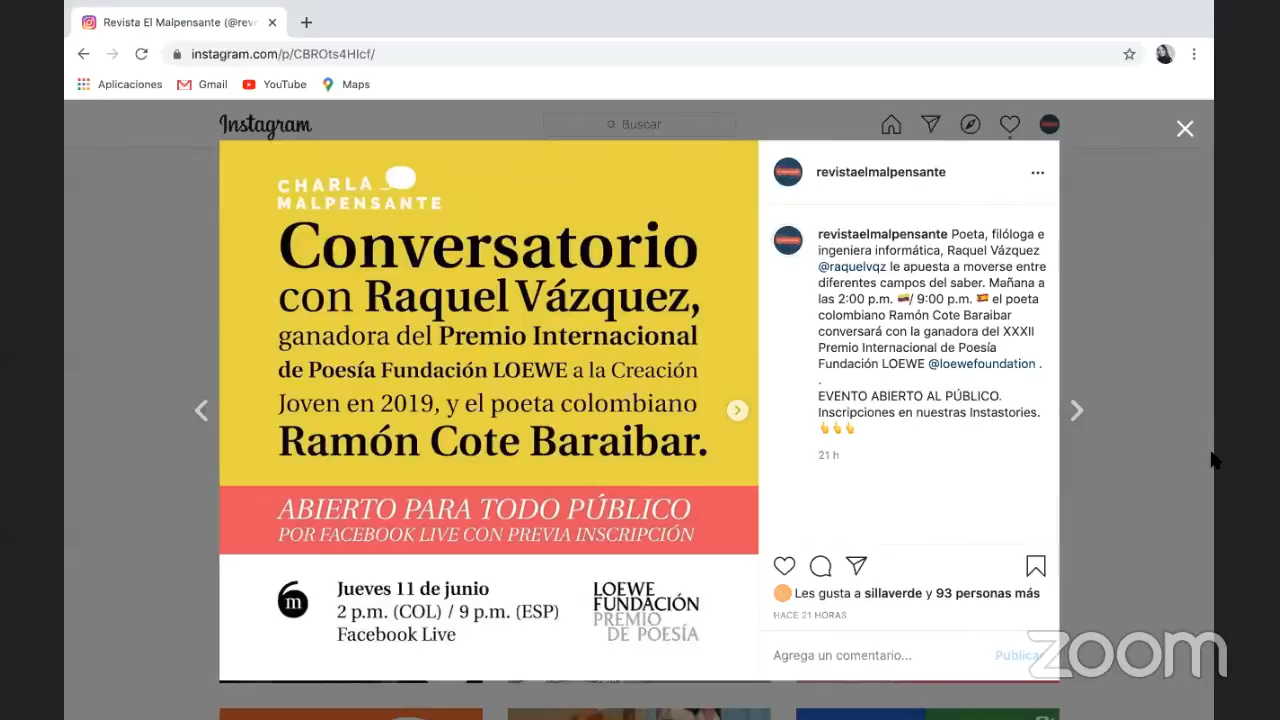 Revista El Malpensante (@revi
instagram.com/p/CBROts4HIcf/
Aplicaciones
Gmail
YouTube
Maps
Instagram
Buscar
CHARLA
MALPENSANTE
Conversatorio
con Raquel Vázquez,
ganadora del Premio Internacional
de Poesía Fundación LOEWE a la Creación
Joven en 2019, y el poeta colombiano
Ramón Cote Baraibar.
ABIERTO PARA TODO PÚBLICO
POR FACEBOOK LIVE CON PREVIA INSCRIPCIÓN
m
Jueves 11 de junio
2 p.m. (COL) / 9 p.m. (ESP)
Facebook Live
LOEWE
FUNDACIÓN
PREMIO
DE POESÍA
revistaelmalpensante
revistaelmalpensante Poeta, filóloga e
ingeniera informática, Raquel Vázquez
@raquelvqz le apuesta a moverse entre
diferentes campos del saber. Mañana a
las 2:00 p.m. 🇨🇴/ 9:00 p.m. 🇪🇸 el poeta
colombiano Ramón Cote Baraibar
conversará con la ganadora del XXXII
Premio Internacional de Poesía
Fundación LOEWE @loewefoundation .
.
EVENTO ABIERTO AL PÚBLICO.
Inscripciones en nuestras Instastories.
👆👆👆
21 h
Les gusta a sillaverde y 93 personas más
HACE 21 HORAS
Agrega un comentario...
Publica
zoom